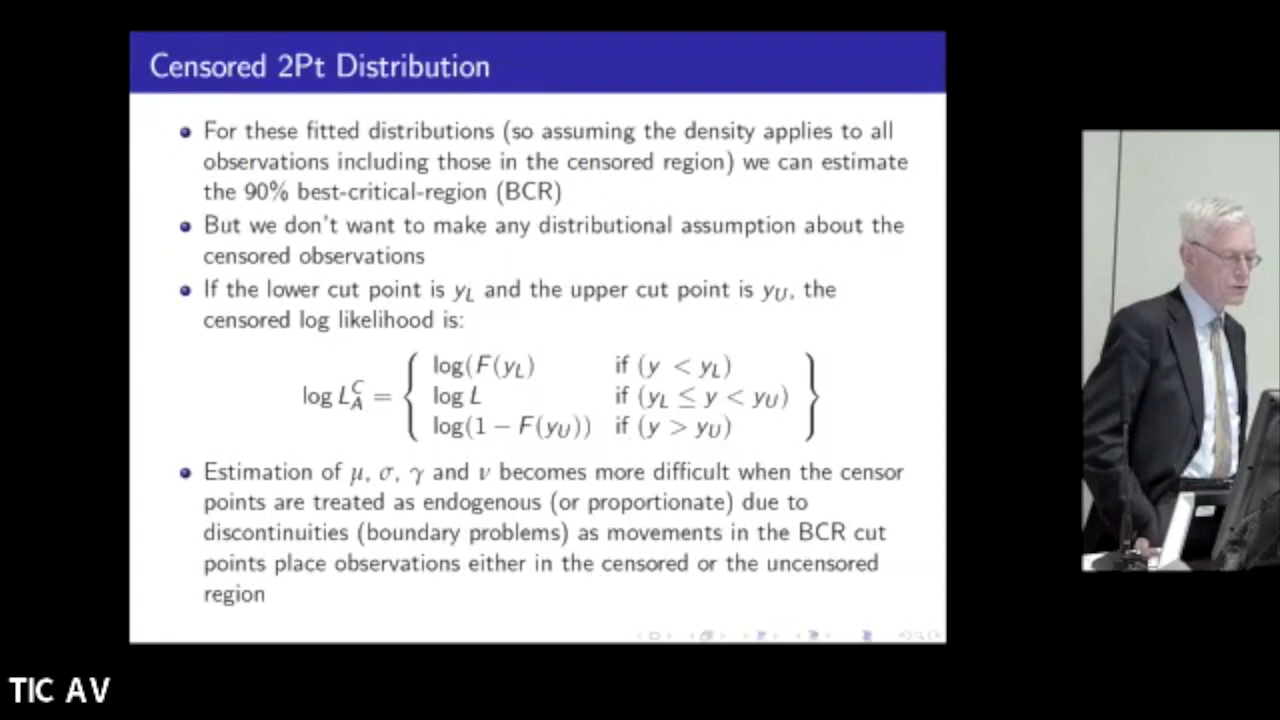 Censored 2Pt Distribution
For these fitted distributions (so assuming the density applies to all
observations including those in the censored region) we can estimate
the 90% best-critical-region (BCR)
But we don't want to make any distributional assumption about the
censored observations
If the lower cut point is y_L and the upper cut point is y_U, the
censored log likelihood is:
log(F(y_L) if (y < y_L)
log L_A^C = { log L if (y_L ≤ y < y_U) }
log(1 − F(y_U)) if (y > y_U)
Estimation of μ, σ, γ and ν becomes more difficult when the censor
points are treated as endogenous (or proportionate) due to
discontinuities (boundary problems) as movements in the BCR cut
points place observations either in the censored or the uncensored
region
TIC AV